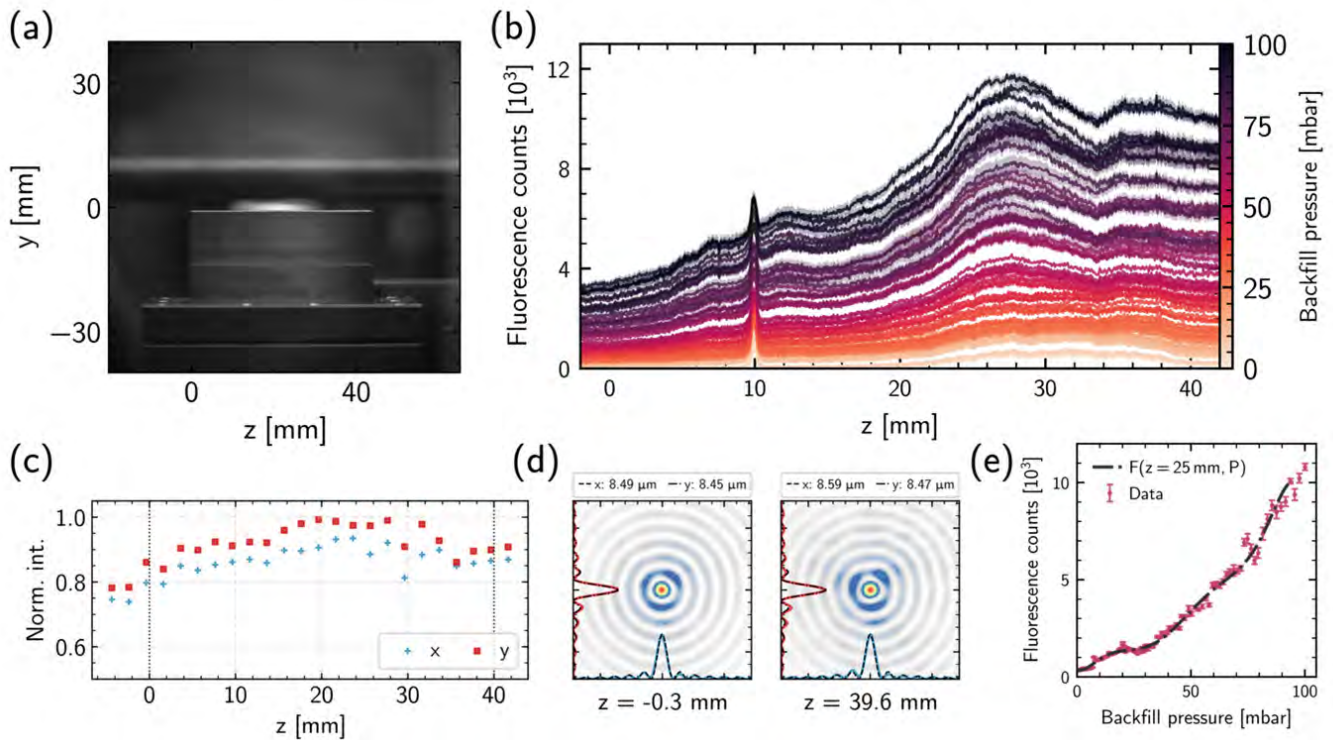 (a)
30
0
−30
y [mm]
0
40
z [mm]
(b)
12
8
4
0
Fluorescence counts [10³]
0
10
20
30
40
z [mm]
100
75
50
25
0
Backfill pressure [mbar]
(c)
1.0
0.8
0.6
Norm. int.
x
y
0
10
20
30
40
z [mm]
(d)
x: 8.49 µm
y: 8.45 µm
z = -0.3 mm
x: 8.59 µm
y: 8.47 µm
z = 39.6 mm
(e)
F(z = 25 mm, P)
Data
10
5
0
Fluorescence counts [10³]
0
50
100
Backfill pressure [mbar]